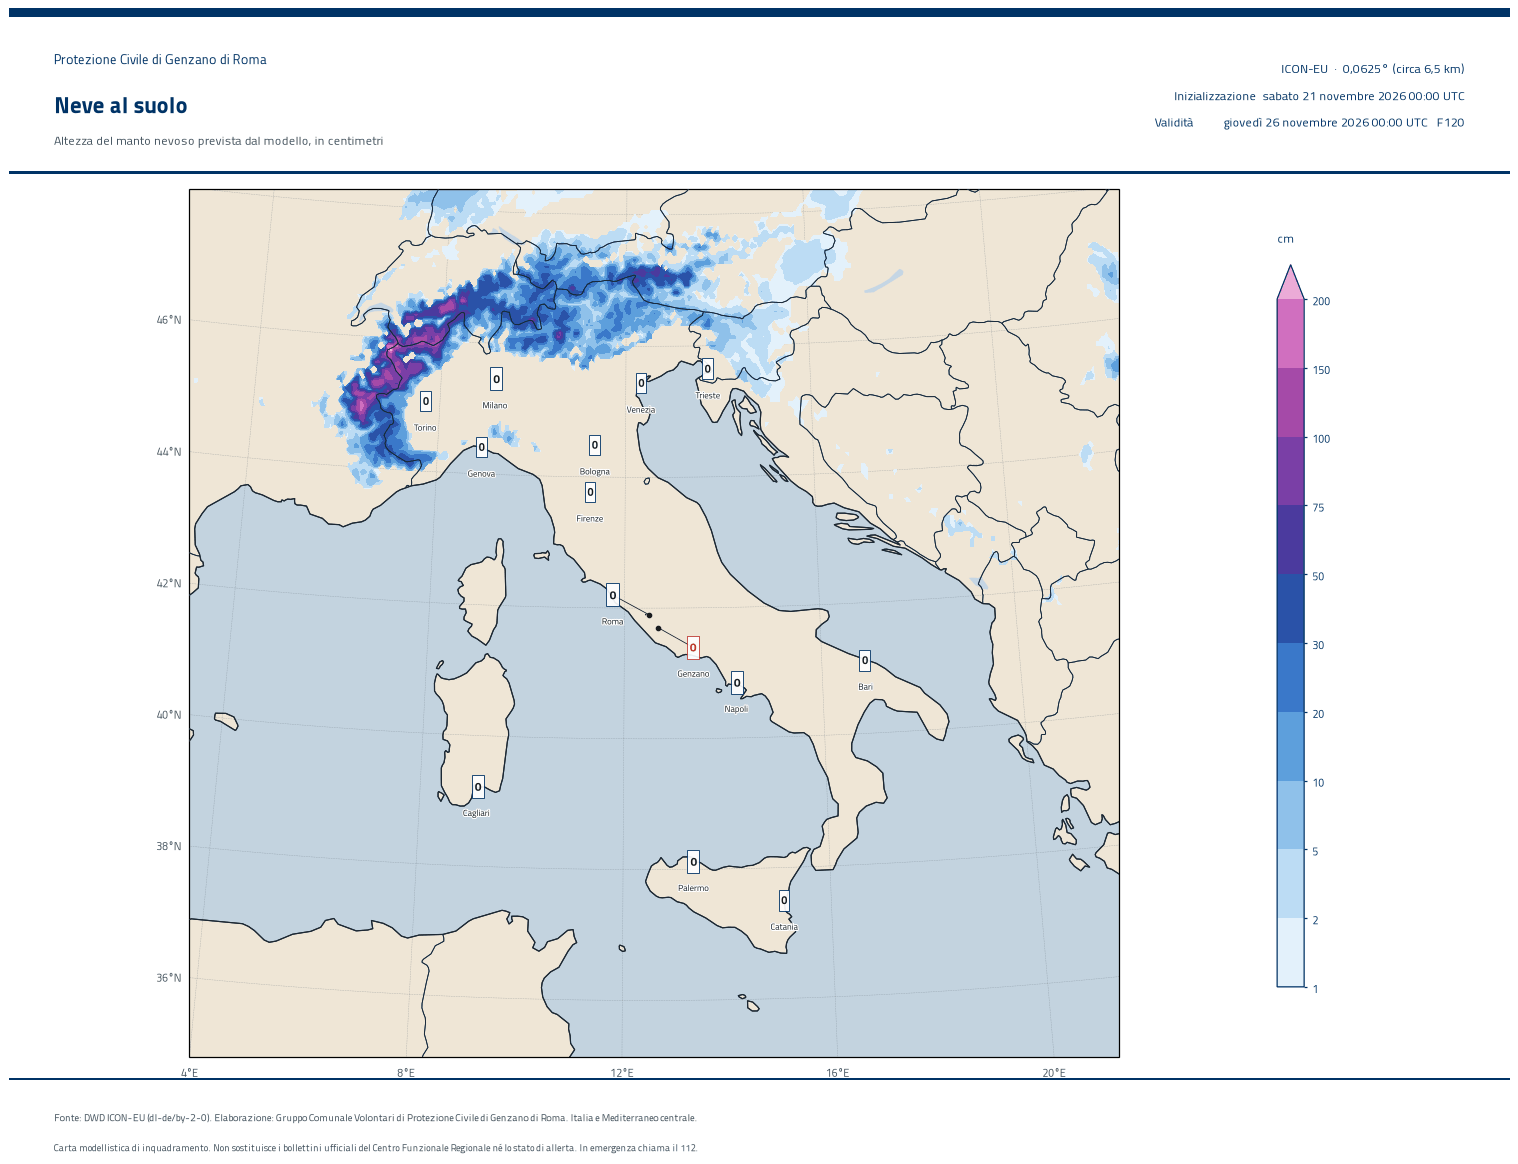 Protezione Civile di Genzano di Roma
Neve al suolo
Altezza del manto nevoso prevista dal modello, in centimetri
ICON-EU · 0,0625° (circa 6,5 km)
Inizializzazione sabato 21 novembre 2026 00:00 UTC
Validità giovedì 26 novembre 2026 00:00 UTC F120
cm
200
150
100
75
50
30
20
10
5
2
1
46°N
44°N
42°N
40°N
38°N
36°N
4°E
8°E
12°E
16°E
20°E
0
Trieste
0
Milano
0
Venezia
0
Torino
0
Genova
0
Bologna
0
Firenze
0
Roma
0
Genzano
0
Napoli
0
Bari
0
Cagliari
0
Palermo
0
Catania
Fonte: DWD ICON-EU (dl-de/by-2-0). Elaborazione: Gruppo Comunale Volontari di Protezione Civile di Genzano di Roma. Italia e Mediterraneo centrale.
Carta modellistica di inquadramento. Non sostituisce i bollettini ufficiali del Centro Funzionale Regionale né lo stato di allerta. In emergenza chiama il 112.